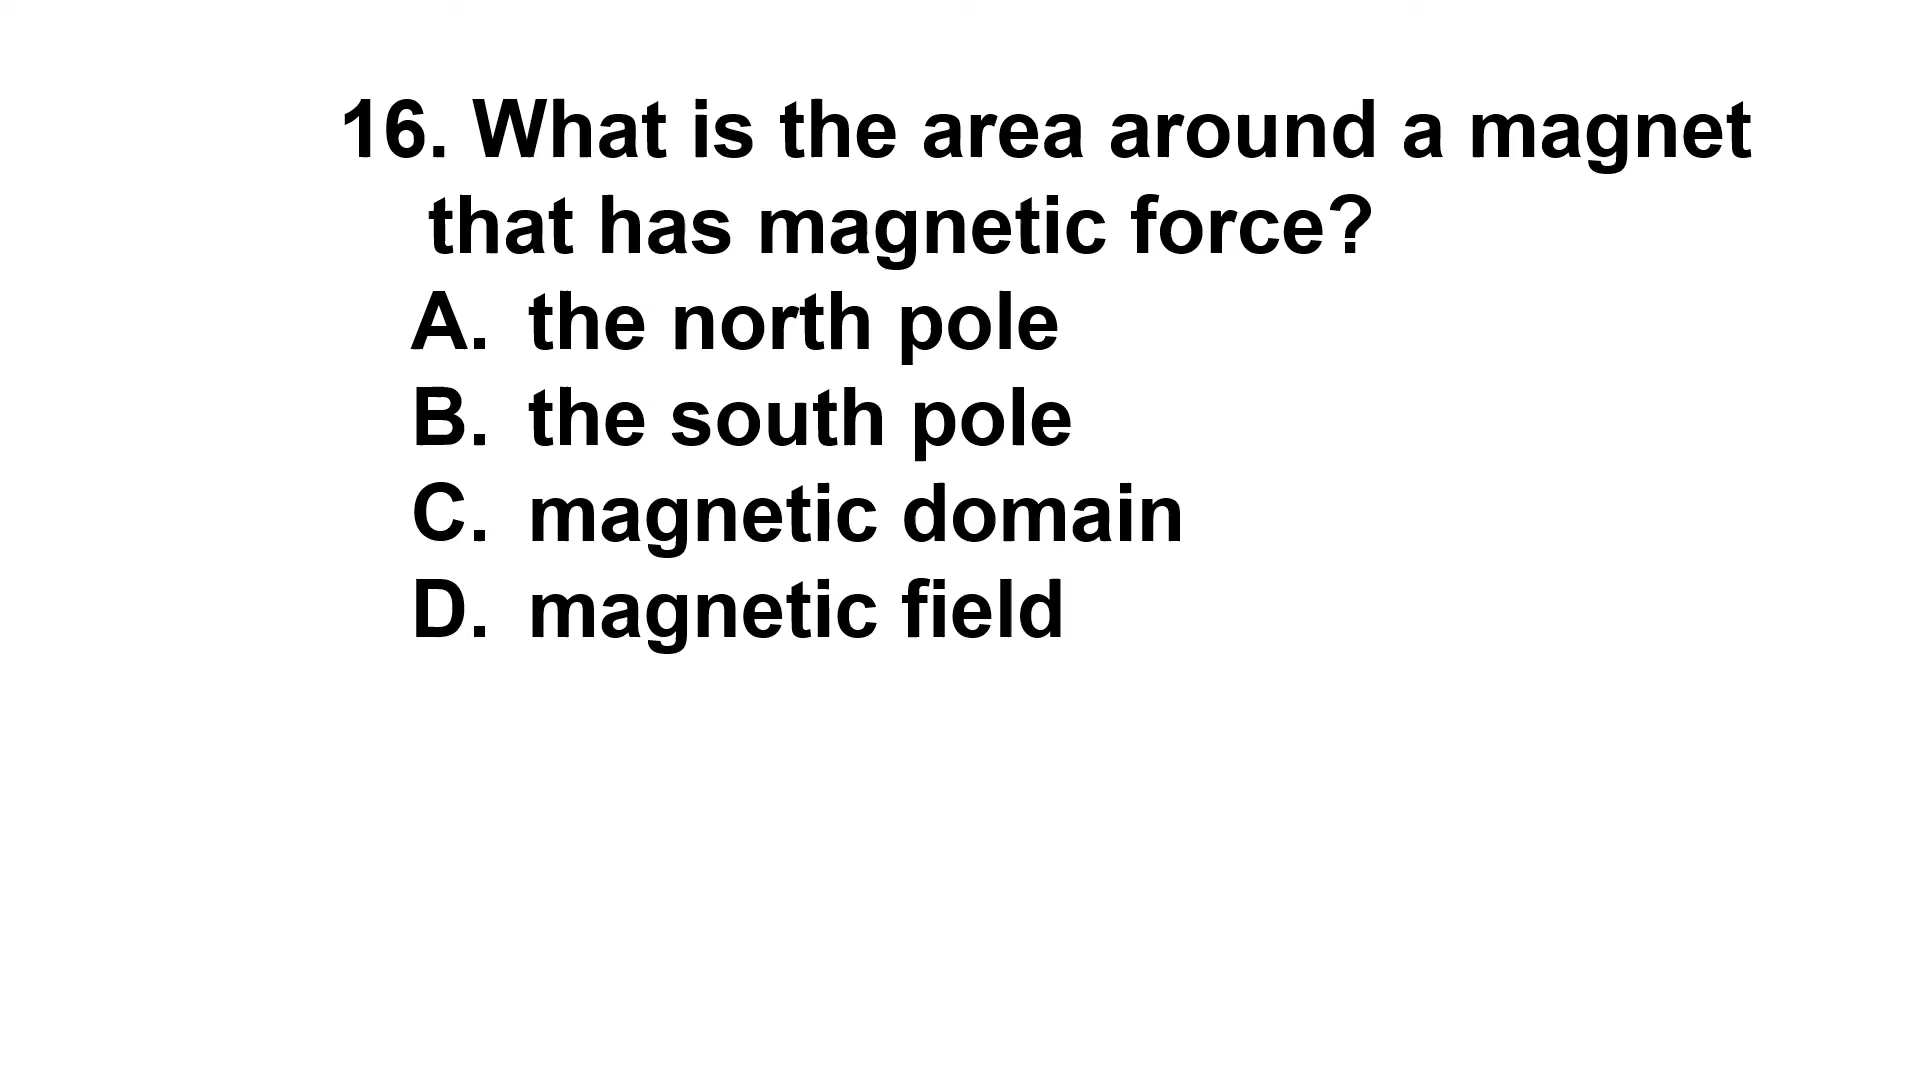 16. What is the area around a magnet
that has magnetic force?
A. the north pole
B. the south pole
C. magnetic domain
D. magnetic field